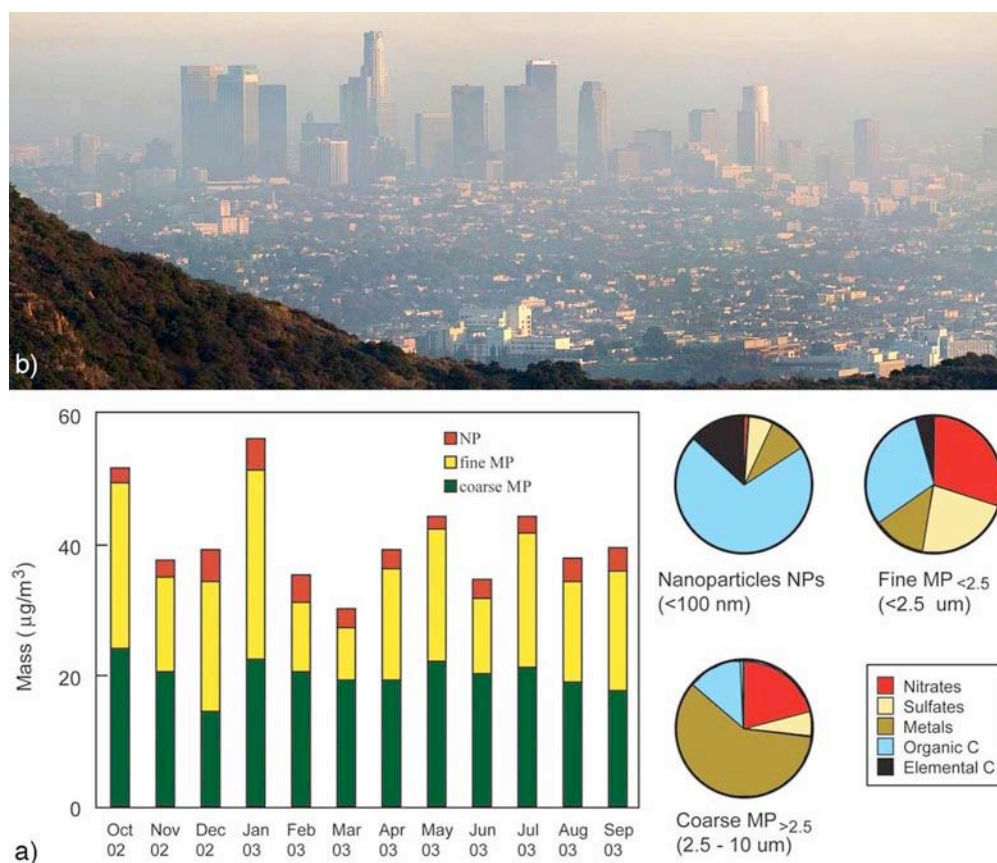 b)
60
40
20
0
Mass ( µg/m³)
NP
fine MP
coarse MP
Oct Nov Dec Jan Feb Mar Apr May Jun Jul Aug Sep
02 02 02 03 03 03 03 03 03 03 03 03
a)
Nanoparticles NPs
(<100 nm)
Fine MP <2.5
(<2.5 um)
Coarse MP >2.5
(2.5 - 10 um)
Nitrates
Sulfates
Metals
Organic C
Elemental C